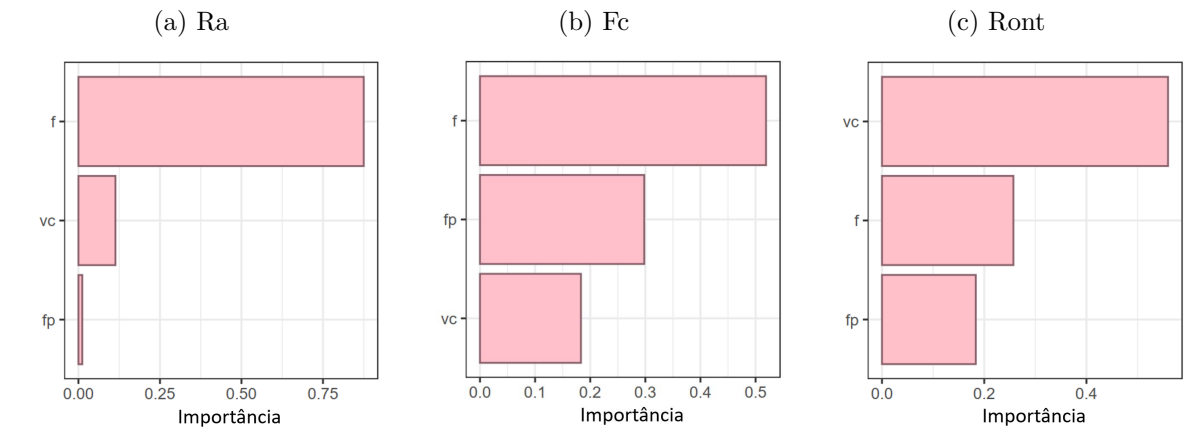 (a) Ra
f
vc
fp
0.00 0.25 0.50 0.75
Importância
(b) Fc
f
fp
vc
0.0 0.1 0.2 0.3 0.4 0.5
Importância
(c) Ront
vc
f
fp
0.0 0.2 0.4
Importância